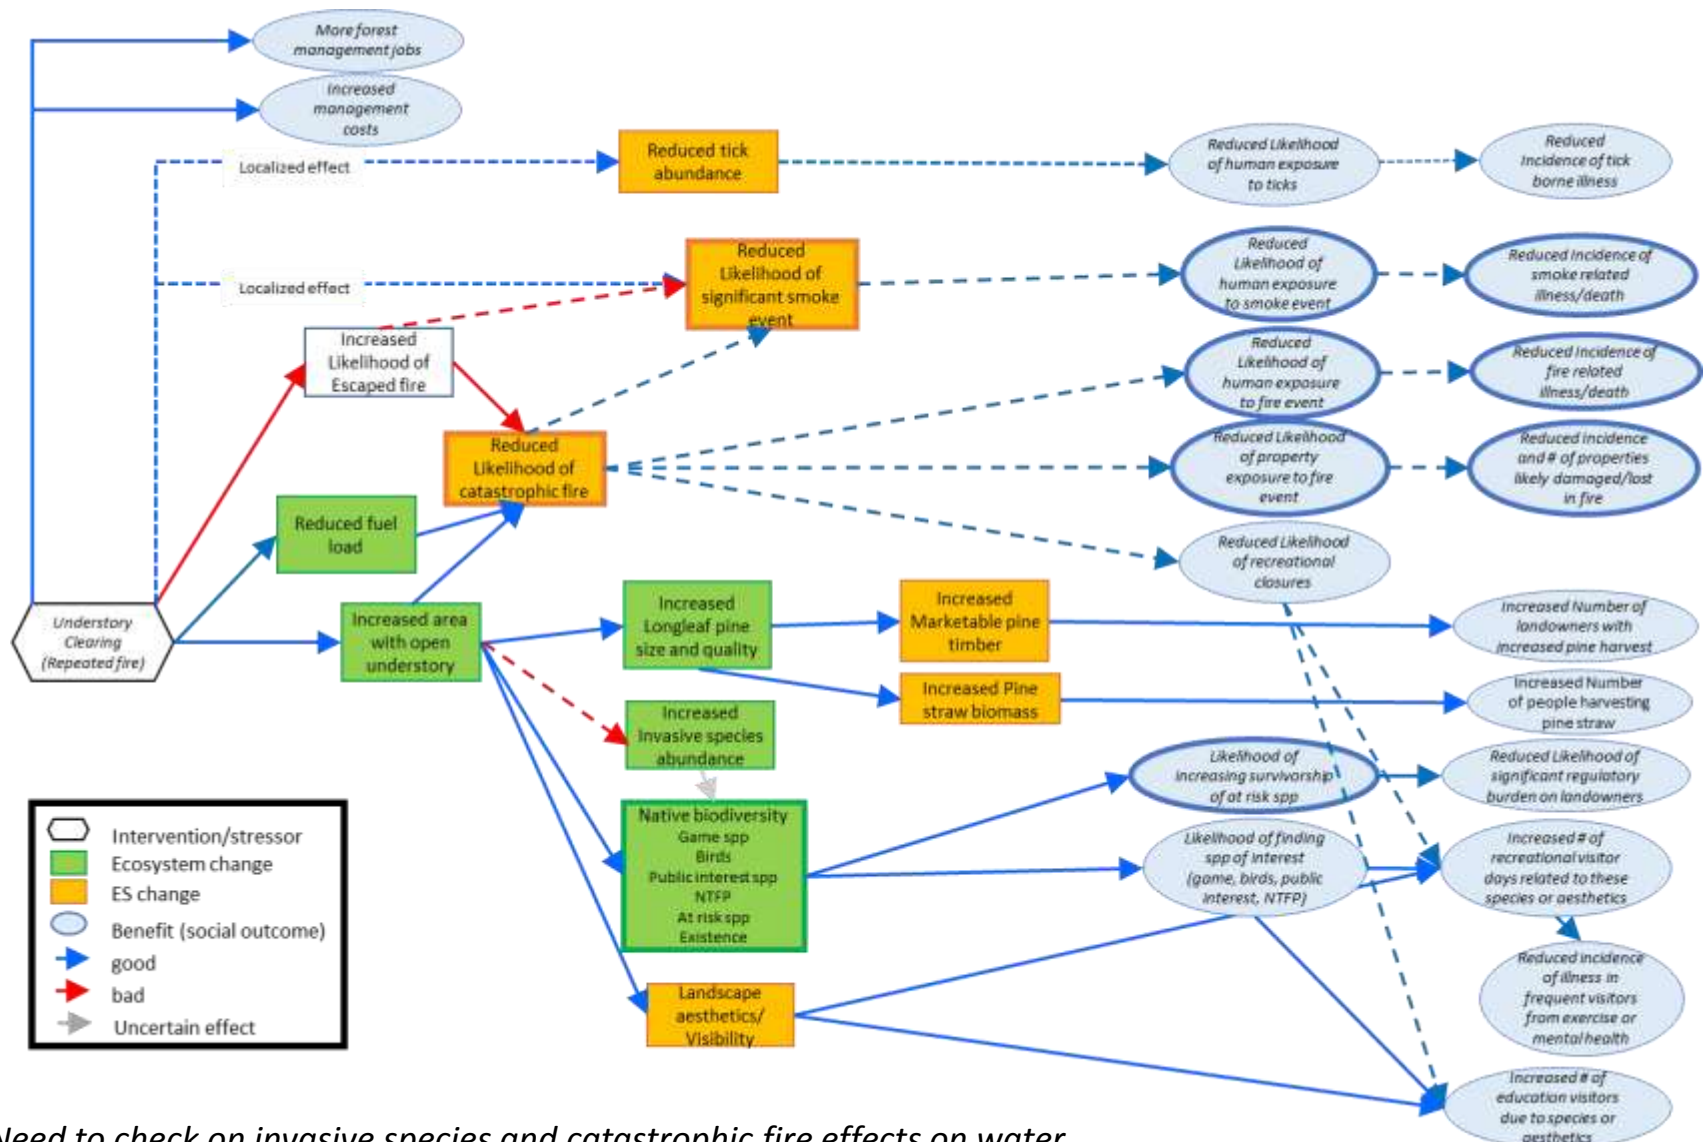 More forest
management jobs
Increased
management
costs
Localized effect
Reduced tick
abundance
Reduced Likelihood
of human exposure
to ticks
Reduced
Incidence of tick
borne illness
Localized effect
Reduced
Likelihood of
significant smoke
event
Reduced
Likelihood of
human exposure
to smoke event
Reduced Incidence of
smoke related
illness/death
Increased
Likelihood of
Escaped fire
Reduced
Likelihood of
human exposure
to fire event
Reduced Incidence of
fire related
illness/death
Reduced
Likelihood of
catastrophic fire
Reduced Likelihood
of property
exposure to fire
event
Reduced Incidence
and # of properties
likely damaged/lost
in fire
Reduced fuel
load
Reduced Likelihood
of recreational
closures
Understory
Clearing
(Repeated fire)
Increased area
with open
understory
Increased
Longleaf pine
size and quality
Increased
Marketable pine
timber
Increased Number of
landowners with
increased pine harvest
Increased Pine
straw biomass
Increased Number
of people harvesting
pine straw
Increased
Invasive species
abundance
Likelihood of
increasing survivorship
of at risk spp
Reduced Likelihood of
significant regulatory
burden on landowners
Native biodiversity
Game spp
Birds
Public interest spp
NTFP
At risk spp
Existence
Likelihood of finding
spp of interest
(game, birds, public
interest, NTFP)
Increased # of
recreational visitor
days related to these
species or aesthetics
Landscape
aesthetics/
Visibility
Reduced incidence
of illness in
frequent visitors
from exercise or
mental health
Increased # of
education visitors
due to species or
aesthetics
Intervention/stressor
Ecosystem change
ES change
Benefit (social outcome)
good
bad
Uncertain effect
Need to check on invasive species and catastrophic fire effects on water